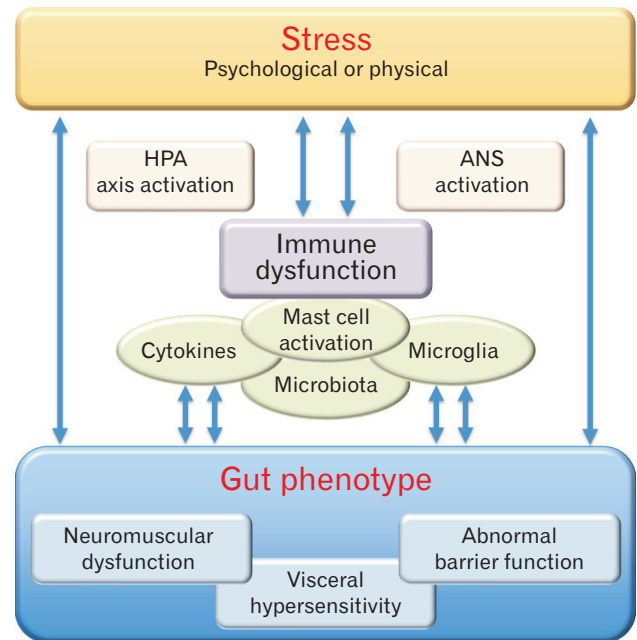 Stress
Psychological or physical
HPA
axis activation
ANS
activation
Immune
dysfunction
Mast cell
activation
Cytokines
Microglia
Microbiota
Gut phenotype
Neuromuscular
dysfunction
Abnormal
barrier function
Visceral
hypersensitivity